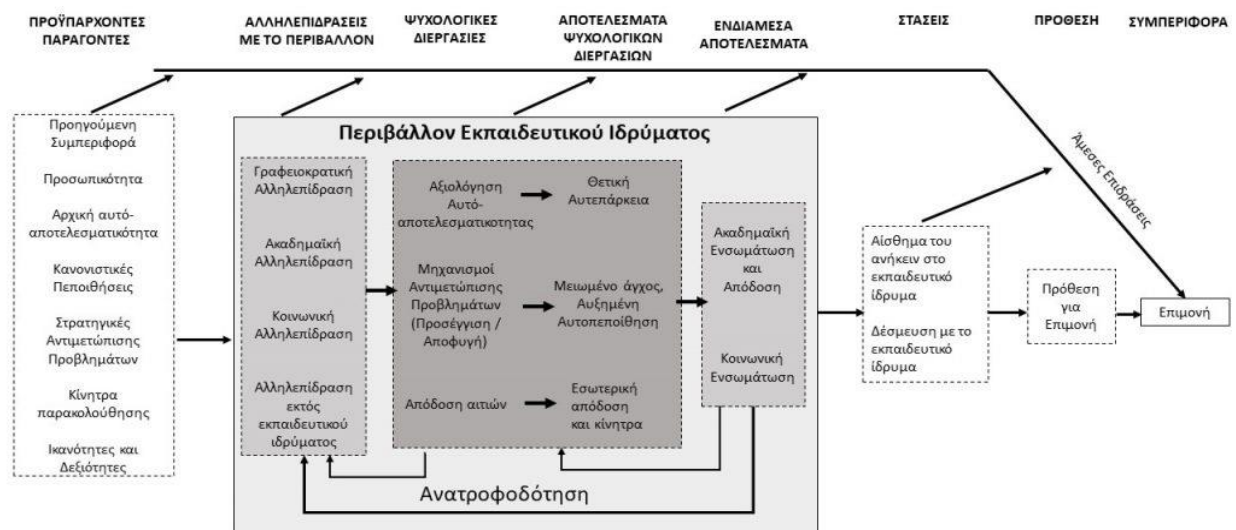 ΠΡΟΫΠΑΡΧΟΝΤΕΣ
ΠΑΡΑΓΟΝΤΕΣ
ΑΛΛΗΛΕΠΙΔΡΑΣΕΙΣ
ΜΕ ΤΟ ΠΕΡΙΒΑΛΛΟΝ
ΨΥΧΟΛΟΓΙΚΕΣ
ΔΙΕΡΓΑΣΙΕΣ
ΑΠΟΤΕΛΕΣΜΑΤΑ
ΨΥΧΟΛΟΓΙΚΩΝ
ΔΙΕΡΓΑΣΙΩΝ
ΕΝΔΙΑΜΕΣΑ
ΑΠΟΤΕΛΕΣΜΑΤΑ
ΣΤΑΣΕΙΣ
ΠΡΟΘΕΣΗ
ΣΥΜΠΕΡΙΦΟΡΑ
Προηγούμενη
Συμπεριφορά
Προσωπικότητα
Αρχική αυτό-
αποτελεσματικότητα
Κανονιστικές
Πεποιθήσεις
Στρατηγικές
Αντιμετώπισης
Προβλημάτων
Κίνητρα
παρακολούθησης
Ικανότητες και
Δεξιότητες
Περιβάλλον Εκπαιδευτικού Ιδρύματος
Γραφειοκρατική
Αλληλεπίδραση
Ακαδημαϊκή
Αλληλεπίδραση
Κοινωνική
Αλληλεπίδραση
Αλληλεπίδραση
εκτός
εκπαιδευτικού
ιδρύματος
Αξιολόγηση
Αυτό-
αποτελεσματικοτητας
Μηχανισμοί
Αντιμετώπισης
Προβλημάτων
(Προσέγγιση /
Αποφυγή)
Απόδοση αιτιών
Θετική
Αυτεπάρκεια
Μειωμένο άγχος,
Αυξημένη
Αυτοπεποίθηση
Εσωτερική
απόδοση
και κίνητρα
Ακαδημαϊκή
Ενσωμάτωση
και
Απόδοση
Κοινωνική
Ενσωμάτωση
Ανατροφοδότηση
Αίσθημα του
ανήκειν στο
εκπαιδευτικό
ίδρυμα
Δέσμευση με το
εκπαιδευτικό
ίδρυμα
Πρόθεση
για
Επιμονή
Άμεσες Επιδράσεις
Επιμονή